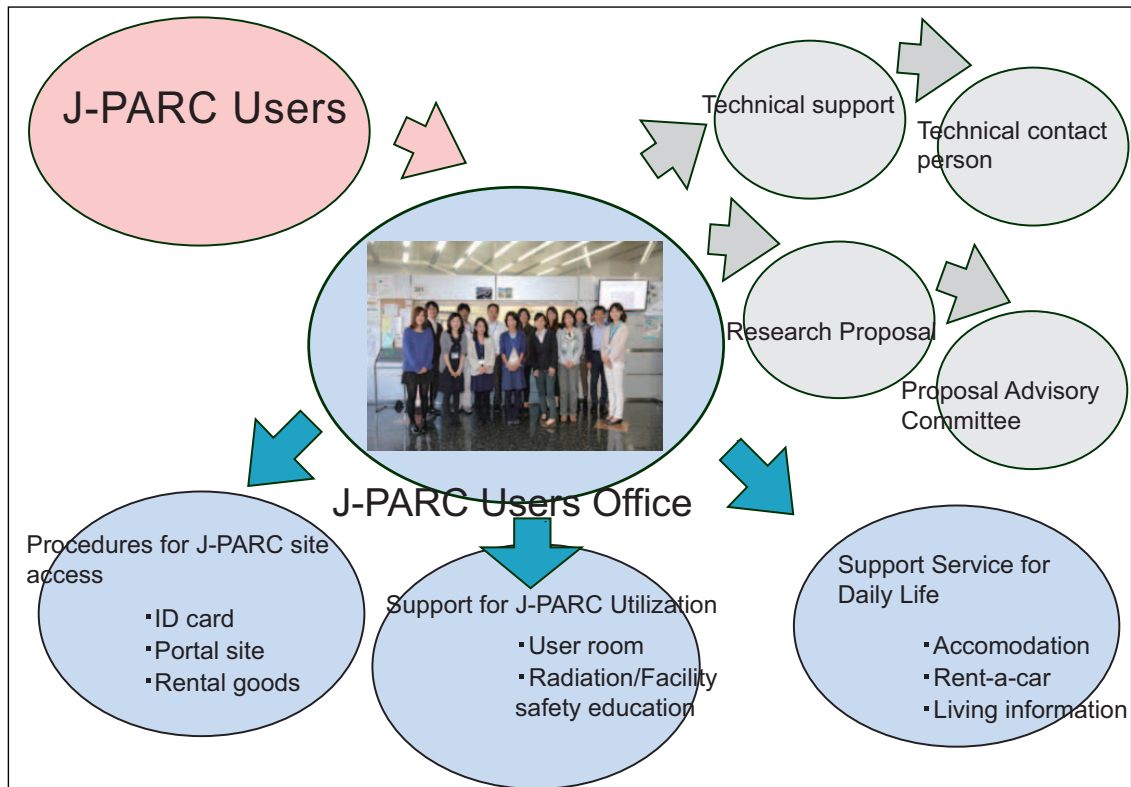 J-PARC Users
Technical support
Technical contact
person
Research Proposal
Proposal Advisory
Committee
J-PARC Users Office
Procedures for J-PARC site
access
・ID card
・Portal site
・Rental goods
Support for J-PARC Utilization
・User room
・Radiation/Facility
safety education
Support Service for
Daily Life
・Accomodation
・Rent-a-car
・Living information